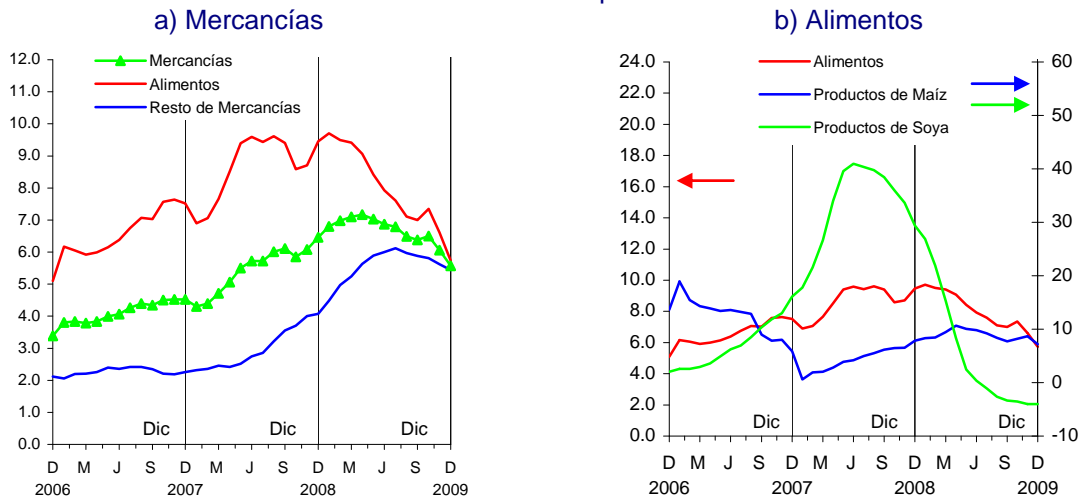 a) Mercancías
12.0
11.0
10.0
9.0
8.0
7.0
6.0
5.0
4.0
3.0
2.0
1.0
0.0
Mercancías
Alimentos
Resto de Mercancías
Dic Dic Dic
D M J S D M J S D M J S D
2006 2007 2008 2009
b) Alimentos
24.0
22.0
20.0
18.0
16.0
14.0
12.0
10.0
8.0
6.0
4.0
2.0
0.0
Alimentos
Productos de Maíz
Productos de Soya
60
50
40
30
20
10
0
-10
Dic Dic Dic
D M J S D M J S D M J S D
2006 2007 2008 2009